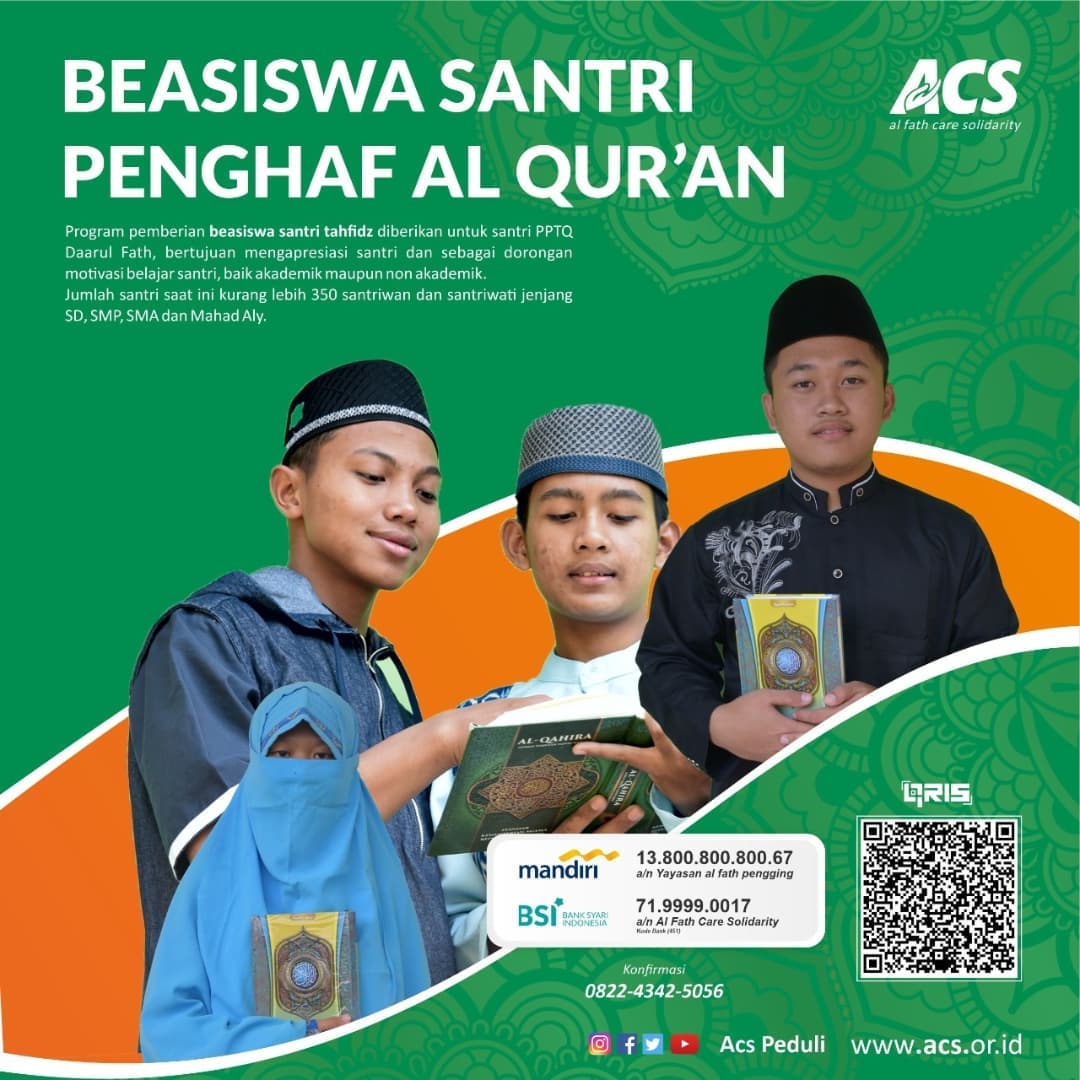 BEASISWA SANTRI
PENGHAF AL QUR’AN
ACS
al fath care solidarity
Program pemberian beasiswa santri tahfidz diberikan untuk santri PPTQ
Daarul Fath, bertujuan mengapresiasi santri dan sebagai dorongan
motivasi belajar santri, baik akademik maupun non akademik.
Jumlah santri saat ini kurang lebih 350 santriwan dan santriwati jenjang
SD, SMP, SMA dan Mahad Aly.
AL-QAHIRA
AL-QAHIRA
QRIS
mandiri
13.800.800.800.67
a/n Yayasan al fath pengging
BSI BANK SYARI
INDONESIA
71.9999.0017
a/n Al Fath Care Solidarity
Kode Bank (451)
Konfirmasi
0822-4342-5056
Acs Peduli
www.acs.or.id